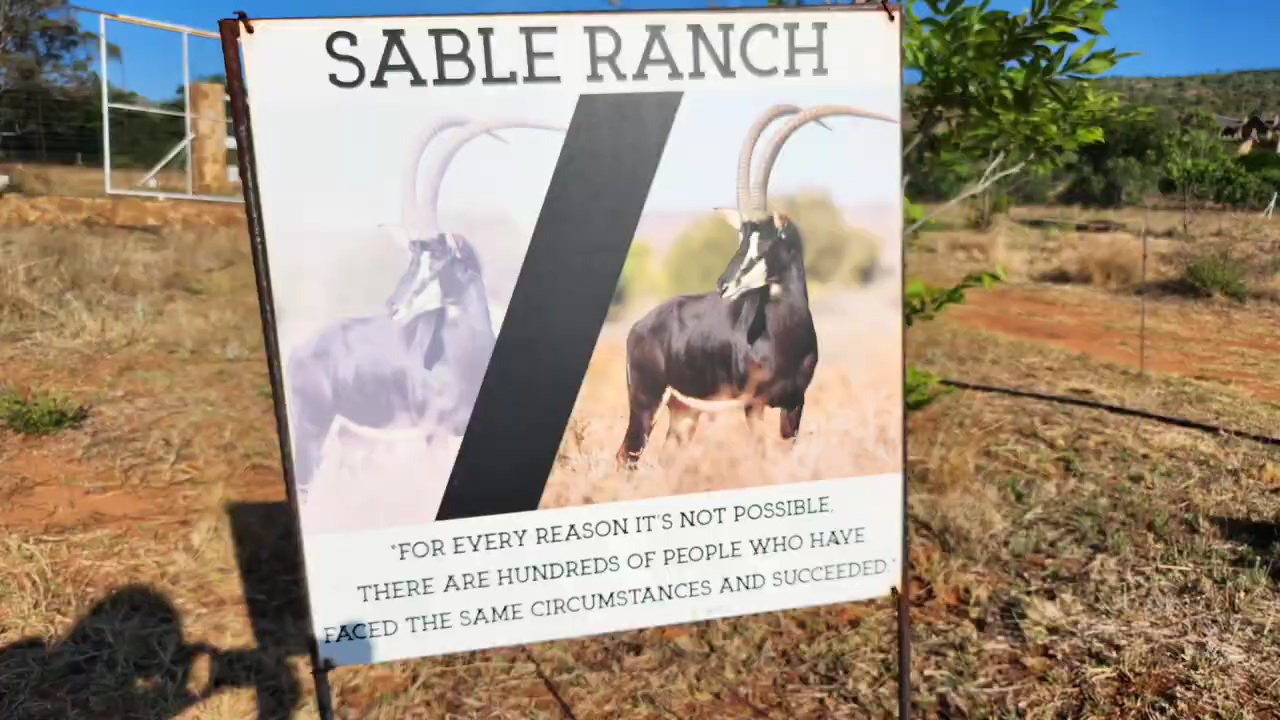 SABLE RANCH
"FOR EVERY REASON IT'S NOT POSSIBLE,
THERE ARE HUNDREDS OF PEOPLE WHO HAVE
FACED THE SAME CIRCUMSTANCES AND SUCCEEDED."